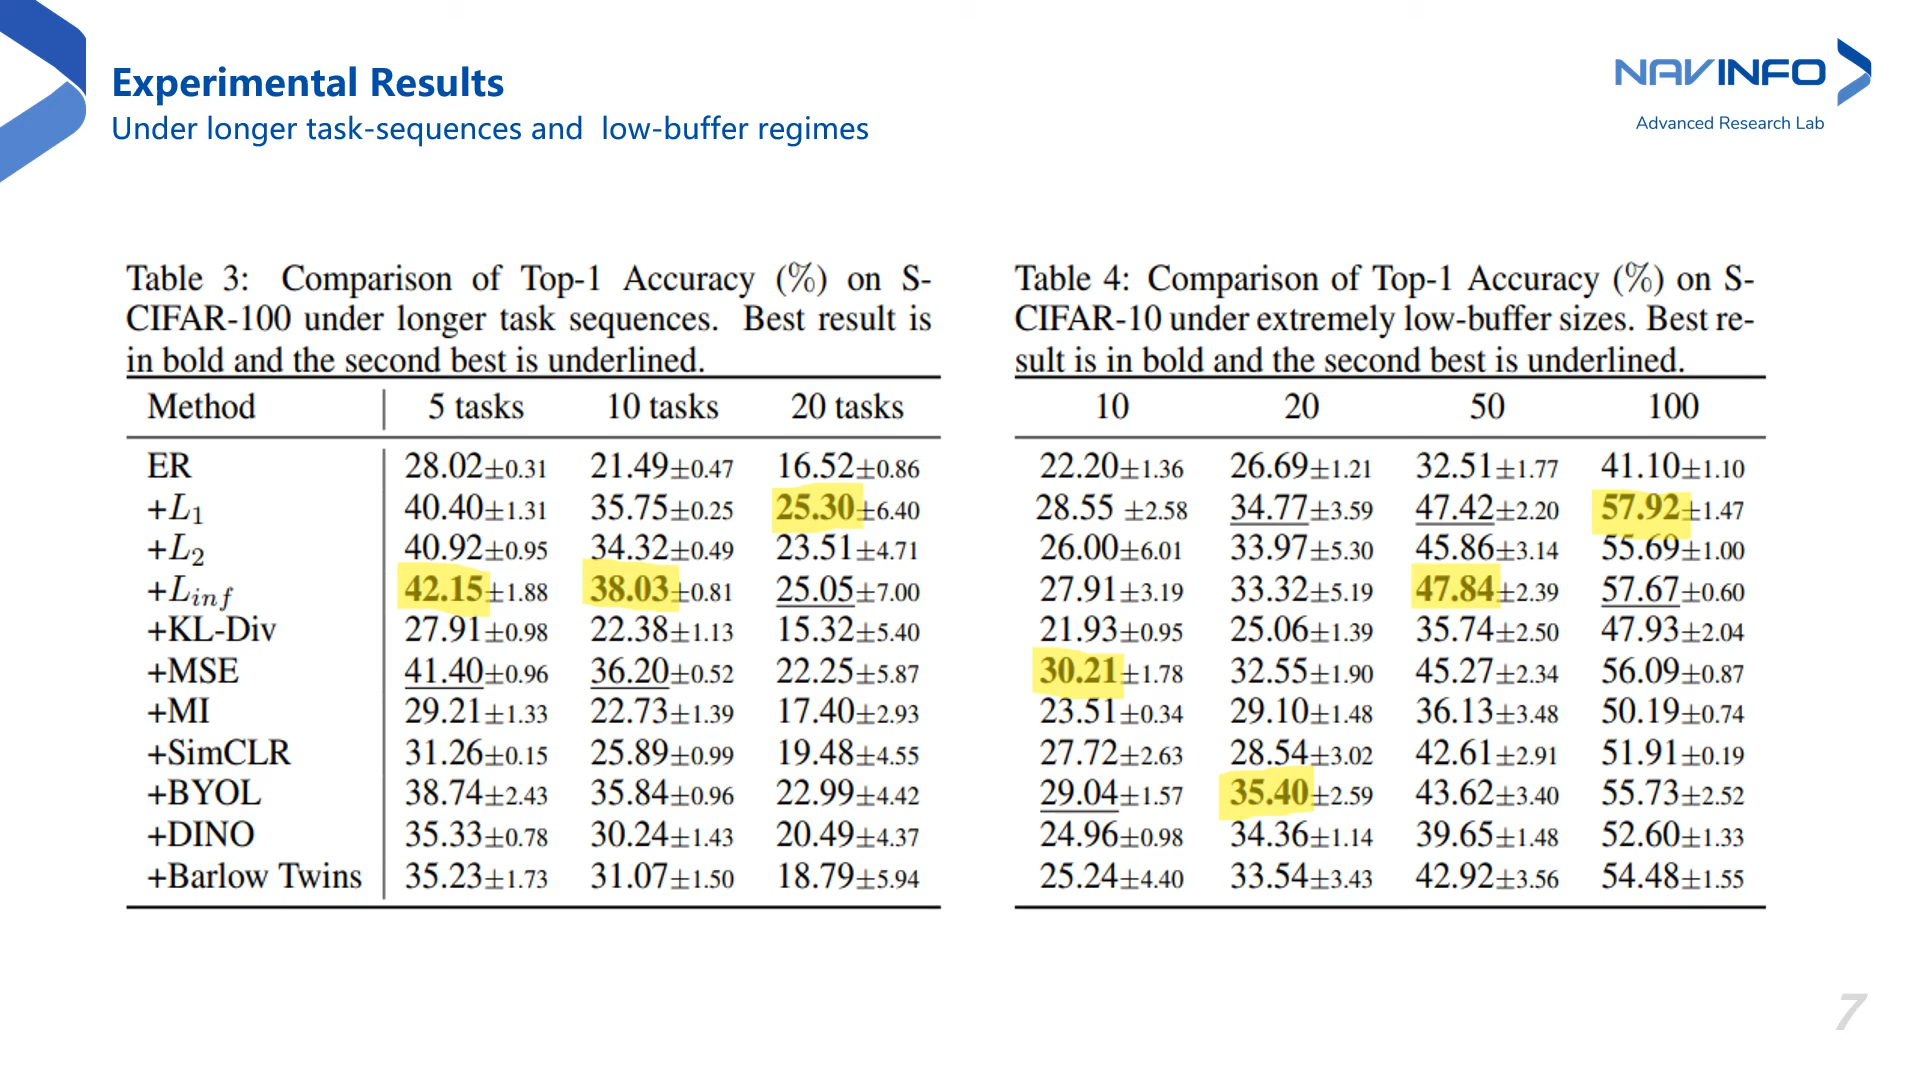 Experimental Results
Under longer task-sequences and low-buffer regimes
NAVINFO
Advanced Research Lab
Table 3: Comparison of Top-1 Accuracy (%) on S-
CIFAR-100 under longer task sequences. Best result is
in bold and the second best is underlined.
Method 5 tasks 10 tasks 20 tasks
ER 28.02±0.31 21.49±0.47 16.52±0.86
+L1 40.40±1.31 35.75±0.25 25.30±6.40
+L2 40.92±0.95 34.32±0.49 23.51±4.71
+Linf 42.15±1.88 38.03±0.81 25.05±7.00
+KL-Div 27.91±0.98 22.38±1.13 15.32±5.40
+MSE 41.40±0.96 36.20±0.52 22.25±5.87
+MI 29.21±1.33 22.73±1.39 17.40±2.93
+SimCLR 31.26±0.15 25.89±0.99 19.48±4.55
+BYOL 38.74±2.43 35.84±0.96 22.99±4.42
+DINO 35.33±0.78 30.24±1.43 20.49±4.37
+Barlow Twins 35.23±1.73 31.07±1.50 18.79±5.94
Table 4: Comparison of Top-1 Accuracy (%) on S-
CIFAR-10 under extremely low-buffer sizes. Best re-
sult is in bold and the second best is underlined.
10 20 50 100
22.20±1.36 26.69±1.21 32.51±1.77 41.10±1.10
28.55 ±2.58 34.77±3.59 47.42±2.20 57.92±1.47
26.00±6.01 33.97±5.30 45.86±3.14 55.69±1.00
27.91±3.19 33.32±5.19 47.84±2.39 57.67±0.60
21.93±0.95 25.06±1.39 35.74±2.50 47.93±2.04
30.21±1.78 32.55±1.90 45.27±2.34 56.09±0.87
23.51±0.34 29.10±1.48 36.13±3.48 50.19±0.74
27.72±2.63 28.54±3.02 42.61±2.91 51.91±0.19
29.04±1.57 35.40±2.59 43.62±3.40 55.73±2.52
24.96±0.98 34.36±1.14 39.65±1.48 52.60±1.33
25.24±4.40 33.54±3.43 42.92±3.56 54.48±1.55
7